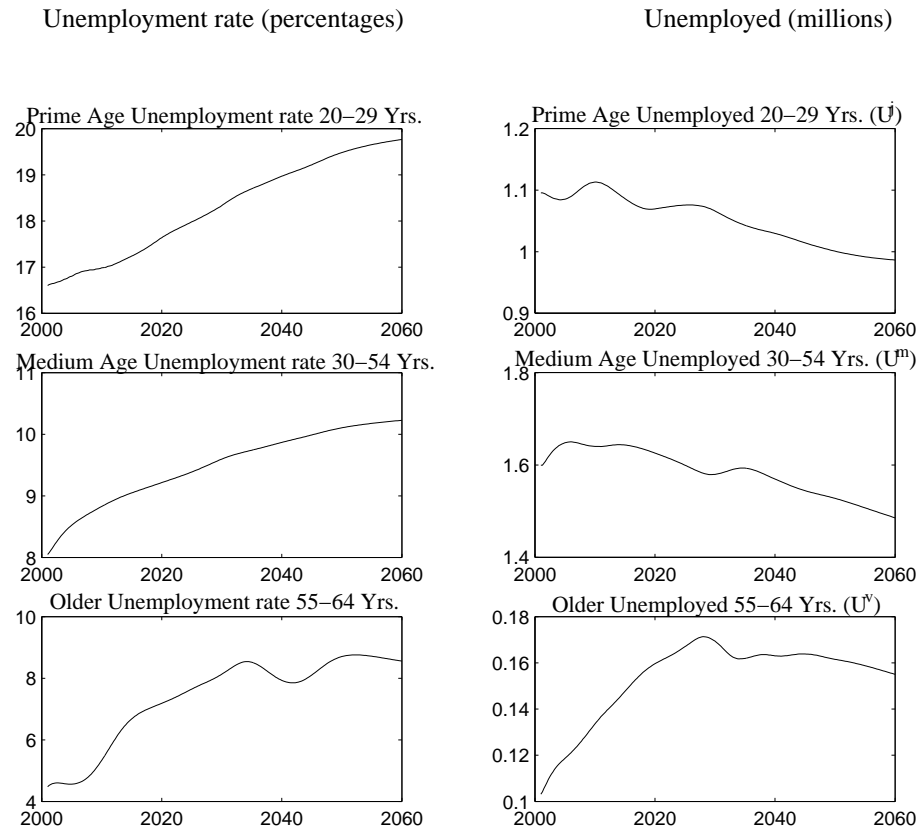 Unemployment rate (percentages)
Unemployed (millions)
Prime Age Unemployment rate 20−29 Yrs.
20
19
18
17
16
2000 2020 2040 2060
Prime Age Unemployed 20−29 Yrs. (U^j)
1.2
1.1
1
0.9
2000 2020 2040 2060
Medium Age Unemployment rate 30−54 Yrs.
11
10
9
8
2000 2020 2040 2060
Medium Age Unemployed 30−54 Yrs. (U^m)
1.8
1.6
1.4
2000 2020 2040 2060
Older Unemployment rate 55−64 Yrs.
10
8
6
4
2000 2020 2040 2060
Older Unemployed 55−64 Yrs. (U^v)
0.18
0.16
0.14
0.12
0.1
2000 2020 2040 2060